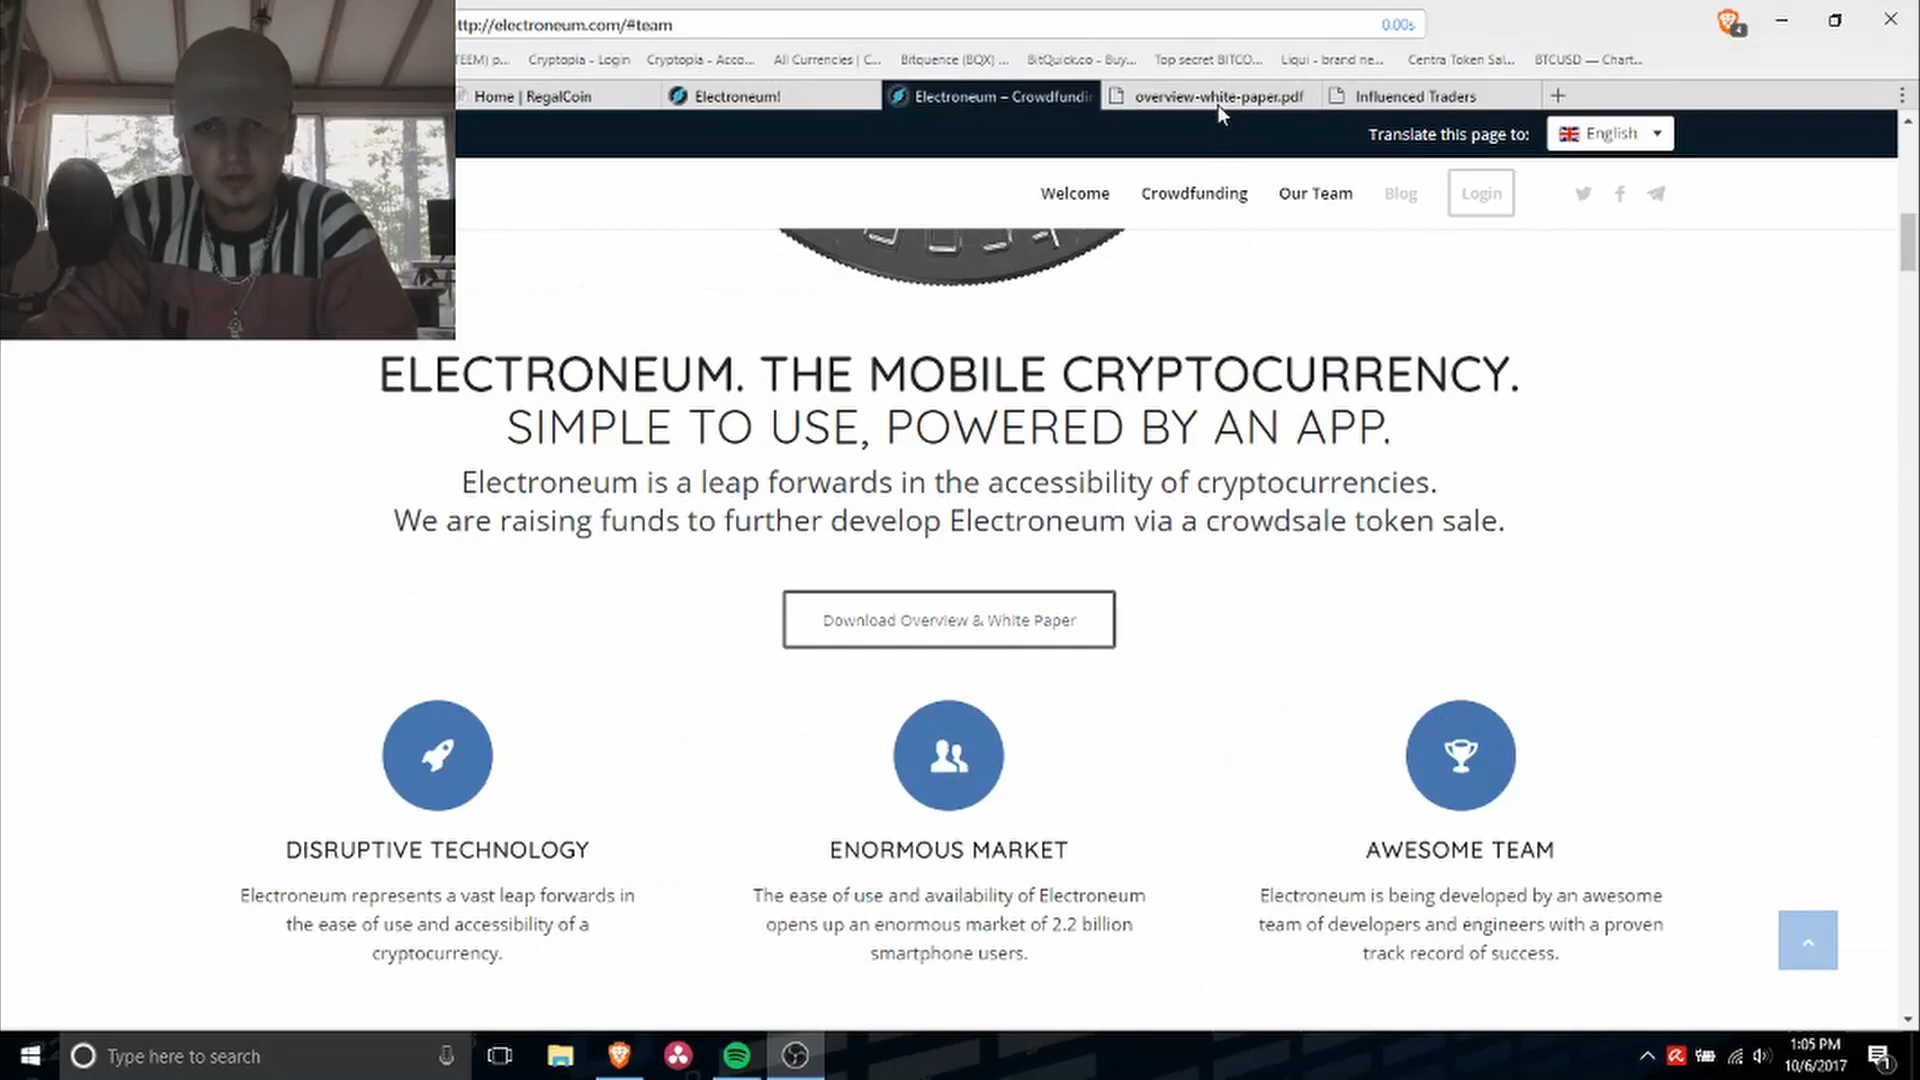 ttp://electroneum.com/#team
0.00s
4
TEEM) p...
Cryptopia - Login
Cryptopia - Acco...
All Currencies | C...
Bitquence (BQX) ...
BitQuick.co - Buy...
Top secret BITCO...
Liqui - brand ne...
Centra Token Sal...
BTCUSD — Chart...
Home | RegalCoin
Electroneum!
Electroneum – Crowdfundi
overview-white-paper.pdf
Influenced Traders
Translate this page to:
English
Welcome
Crowdfunding
Our Team
Blog
Login
ELECTRONEUM. THE MOBILE CRYPTOCURRENCY.
SIMPLE TO USE, POWERED BY AN APP.
Electroneum is a leap forwards in the accessibility of cryptocurrencies.
We are raising funds to further develop Electroneum via a crowdsale token sale.
Download Overview & White Paper
DISRUPTIVE TECHNOLOGY
Electroneum represents a vast leap forwards in
the ease of use and accessibility of a
cryptocurrency.
ENORMOUS MARKET
The ease of use and availability of Electroneum
opens up an enormous market of 2.2 billion
smartphone users.
AWESOME TEAM
Electroneum is being developed by an awesome
team of developers and engineers with a proven
track record of success.
Type here to search
1:05 PM
10/6/2017
1